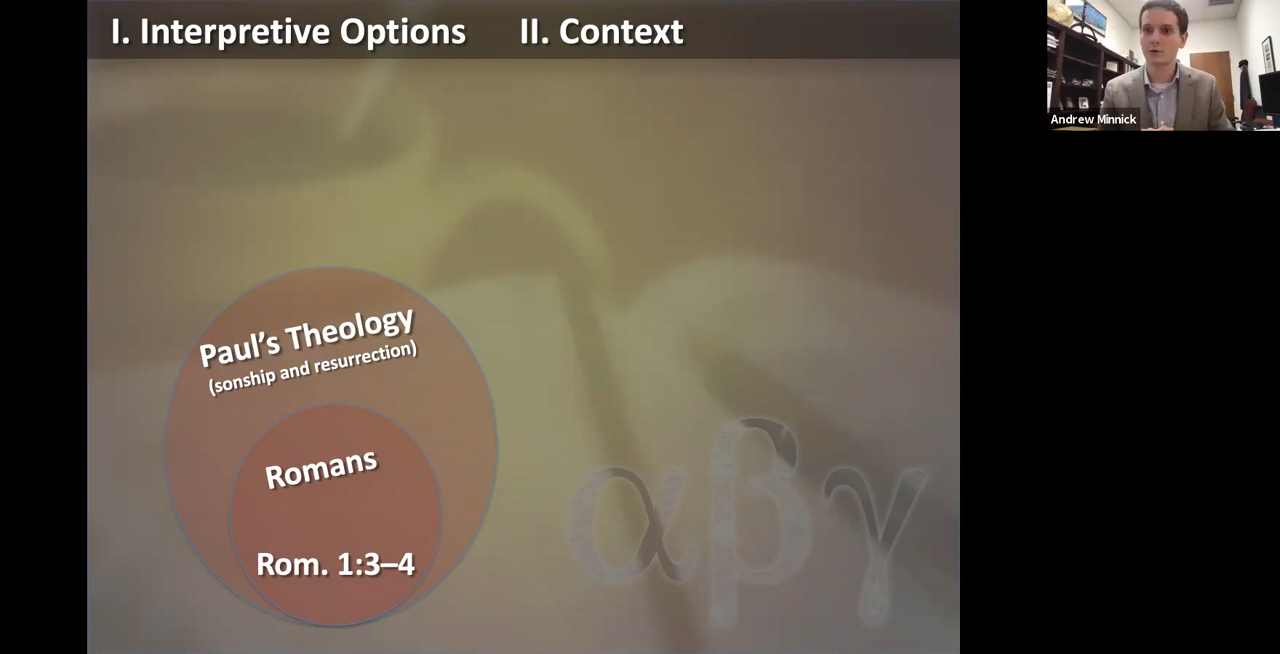 I. Interpretive Options II. Context
Andrew Minnick
Paul's Theology
(sonship and resurrection)
Romans
αβγ
Rom. 1:3–4